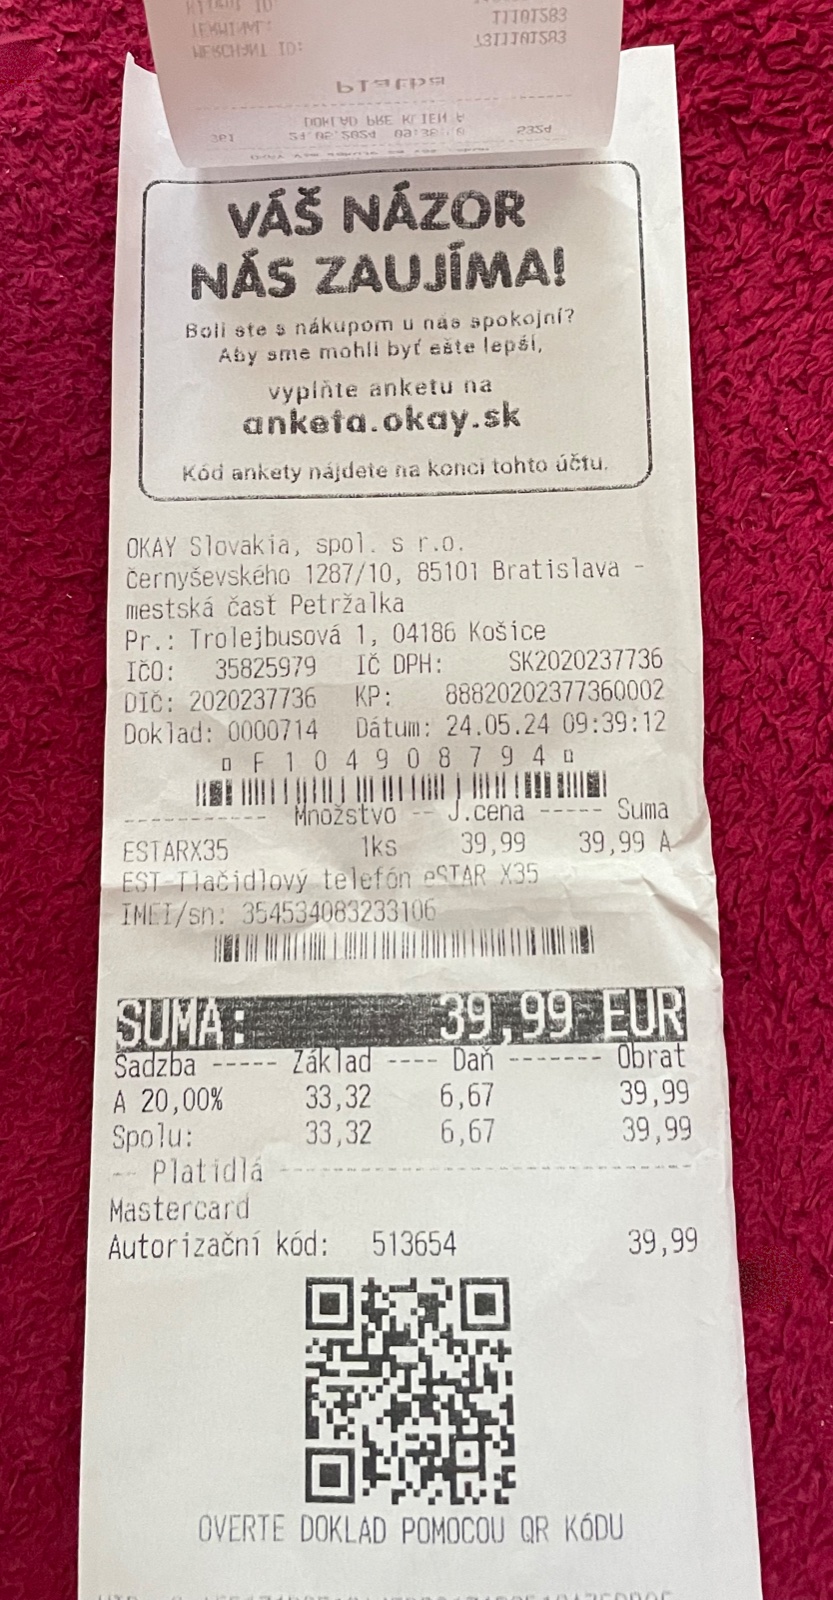 VÁŠ NÁZOR
NÁS ZAUJÍMA!
Boli ste s nákupom u nás spokojní?
Aby sme mohli byť ešte lepší,
vyplňte anketu na
anketa.okay.sk
Kód ankety nájdete na konci tohto účtu.
OKAY Slovakia, spol. s r.o.
Černyševského 1287/10, 85101 Bratislava -
mestská časť Petržalka
Pr.: Trolejbusová 1, 04186 Košice
IČO: 35825979 IČ DPH: SK2020237736
DIČ: 2020237736 KP: 88820202377360002
Doklad: 0000714 Dátum: 24.05.24 09:39:12
¤ F 1 0 4 9 0 8 7 9 4 ¤
----------- Množstvo -- J.cena ----- Suma
ESTARX35 1ks 39,99 39,99 A
EST-Tlačidlový telefón eSTAR X35
IMEI/sn: 354534083233106
SUMA: 39,99 EUR
Sadzba ----- Základ ---- Daň ------- Obrat
A 20,00% 33,32 6,67 39,99
Spolu: 33,32 6,67 39,99
-- Platidlá --------------------------------
Mastercard
Autorizační kód: 513654 39,99
OVERTE DOKLAD POMOCOU QR KÓDU